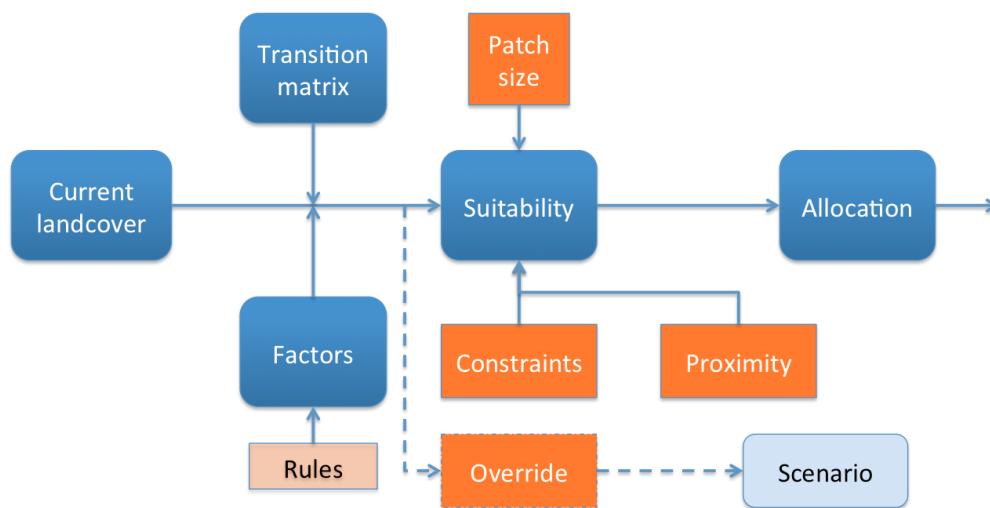 Transition
matrix
Patch
size
Current
landcover
Suitability
Allocation
Factors
Constraints
Proximity
Rules
Override
Scenario